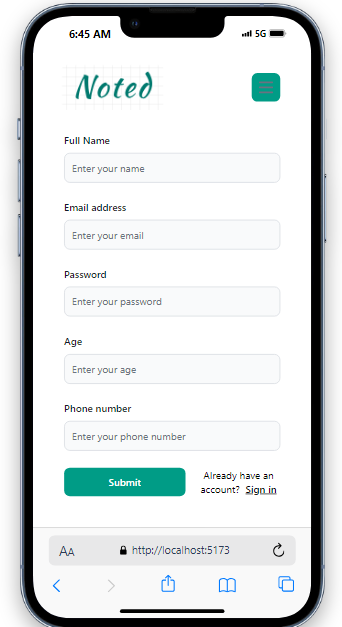 6:45 AM 5G
Noted
Full Name
Enter your name
Email address
Enter your email
Password
Enter your password
Age
Enter your age
Phone number
Enter your phone number
Submit
Already have an
account? Sign in
AA http://localhost:5173